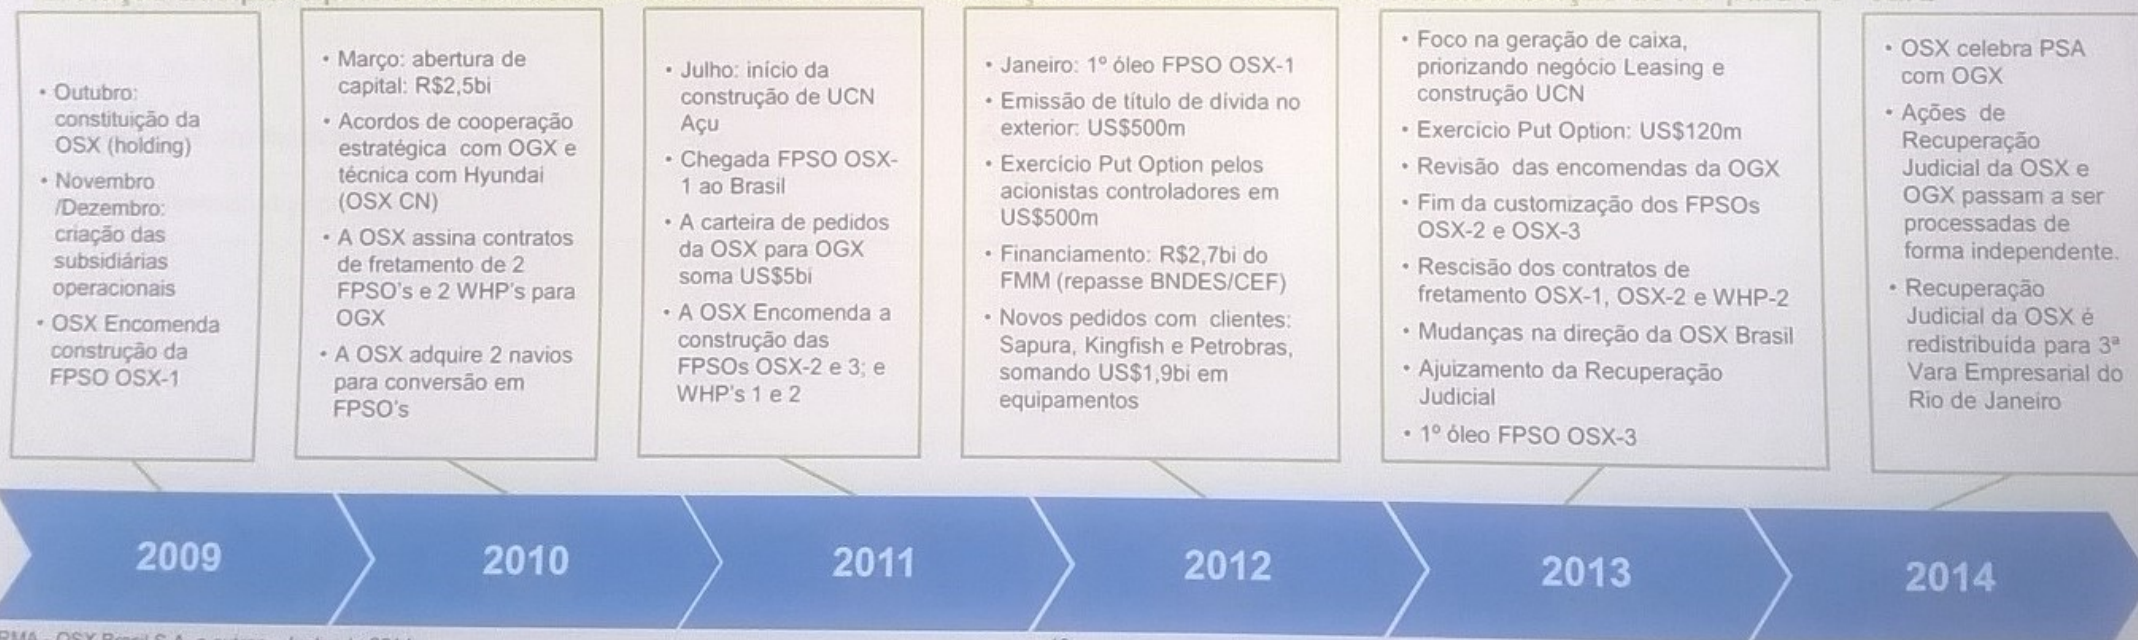 • Outubro:
constituição da
OSX (holding)
• Novembro
/Dezembro:
criação das
subsidiárias
operacionais
• OSX Encomenda
construção da
FPSO OSX-1
• Março: abertura de
capital: R$2,5bi
• Acordos de cooperação
estratégica com OGX e
técnica com Hyundai
(OSX CN)
• A OSX assina contratos
de fretamento de 2
FPSO's e 2 WHP's para
OGX
• A OSX adquire 2 navios
para conversão em
FPSO's
• Julho: início da
construção de UCN
Açu
• Chegada FPSO OSX-
1 ao Brasil
• A carteira de pedidos
da OSX para OGX
soma US$5bi
• A OSX Encomenda a
construção das
FPSOs OSX-2 e 3; e
WHP's 1 e 2
• Janeiro: 1º óleo FPSO OSX-1
• Emissão de título de dívida no
exterior: US$500m
• Exercício Put Option pelos
acionistas controladores em
US$500m
• Financiamento: R$2,7bi do
FMM (repasse BNDES/CEF)
• Novos pedidos com clientes:
Sapura, Kingfish e Petrobras,
somando US$1,9bi em
equipamentos
• Foco na geração de caixa,
priorizando negócio Leasing e
construção UCN
• Exercício Put Option: US$120m
• Revisão das encomendas da OGX
• Fim da customização dos FPSOs
OSX-2 e OSX-3
• Rescisão dos contratos de
fretamento OSX-1, OSX-2 e WHP-2
• Mudanças na direção da OSX Brasil
• Ajuizamento da Recuperação
Judicial
• 1º óleo FPSO OSX-3
• OSX celebra PSA
com OGX
• Ações de
Recuperação
Judicial da OSX e
OGX passam a ser
processadas de
forma independente.
• Recuperação
Judicial da OSX é
redistribuída para 3ª
Vara Empresarial do
Rio de Janeiro
2009
2010
2011
2012
2013
2014